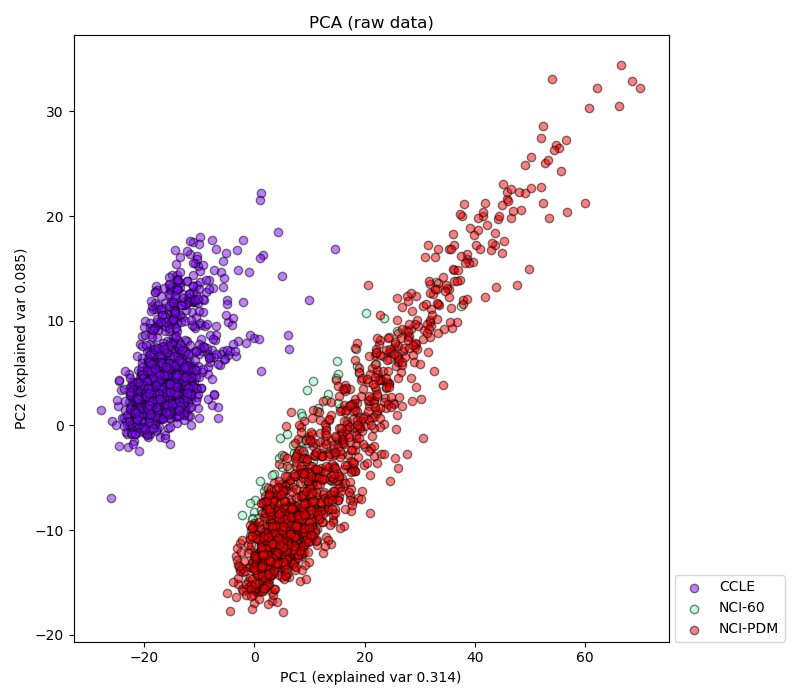 PCA (raw data)
PC2 (explained var 0.085)
30
20
10
0
−10
−20
−20
0
20
40
60
PC1 (explained var 0.314)
CCLE
NCI-60
NCI-PDM